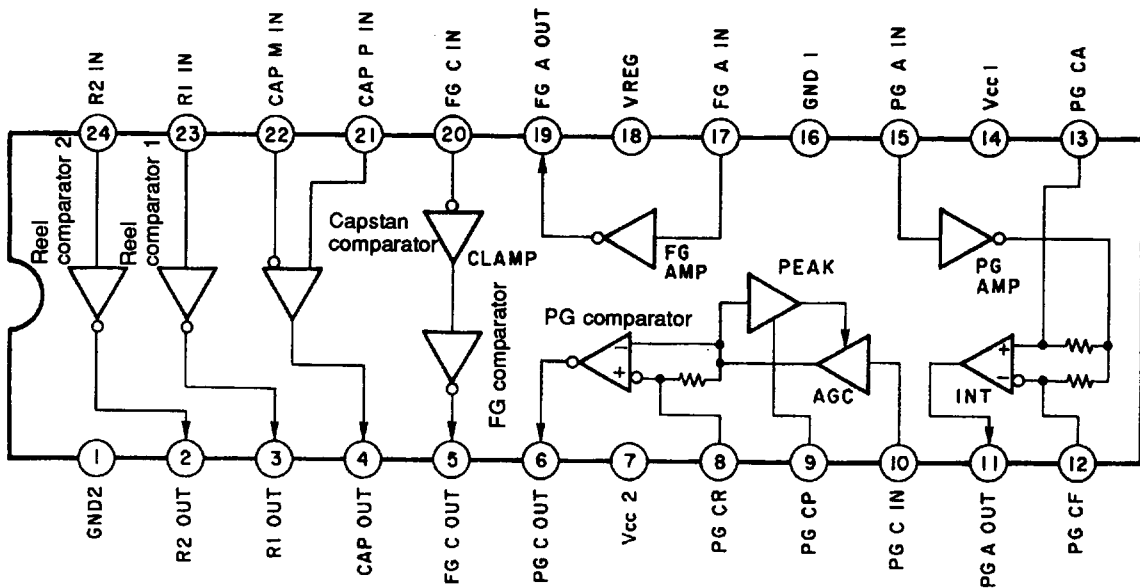 R2 IN
R1 IN
CAP M IN
CAP P IN
FG C IN
FG A OUT
VREG
FG A IN
GND 1
PG A IN
Vcc 1
PG CA
24
23
22
21
20
19
18
17
16
15
14
13
Reel
comparator 2
Reel
comparator 1
Capstan
comparator
CLAMP
FG
AMP
PG
AMP
PEAK
PG comparator
FG comparator
AGC
INT
−
+
+
−
1
2
3
4
5
6
7
8
9
10
11
12
GND2
R2 OUT
R1 OUT
CAP OUT
FG C OUT
PG C OUT
Vcc 2
PG CR
PG CP
PG C IN
PG A OUT
PG CF